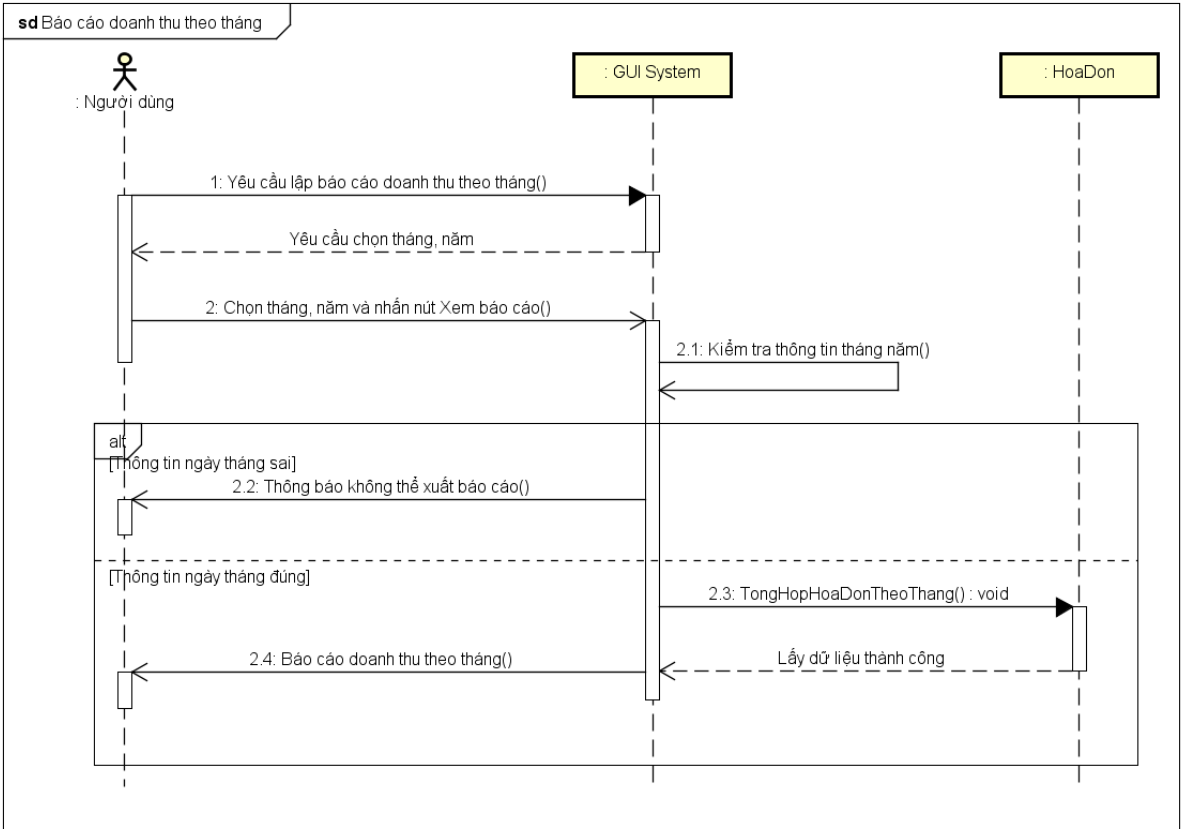 sd Báo cáo doanh thu theo tháng
: Người dùng
: GUI System
: HoaDon
1: Yêu cầu lập báo cáo doanh thu theo tháng()
Yêu cầu chọn tháng, năm
2: Chọn tháng, năm và nhấn nút Xem báo cáo()
2.1: Kiểm tra thông tin tháng năm()
alt
[Thông tin ngày tháng sai]
2.2: Thông báo không thể xuất báo cáo()
[Thông tin ngày tháng đúng]
2.3: TongHopHoaDonTheoThang() : void
Lấy dữ liệu thành công
2.4: Báo cáo doanh thu theo tháng()